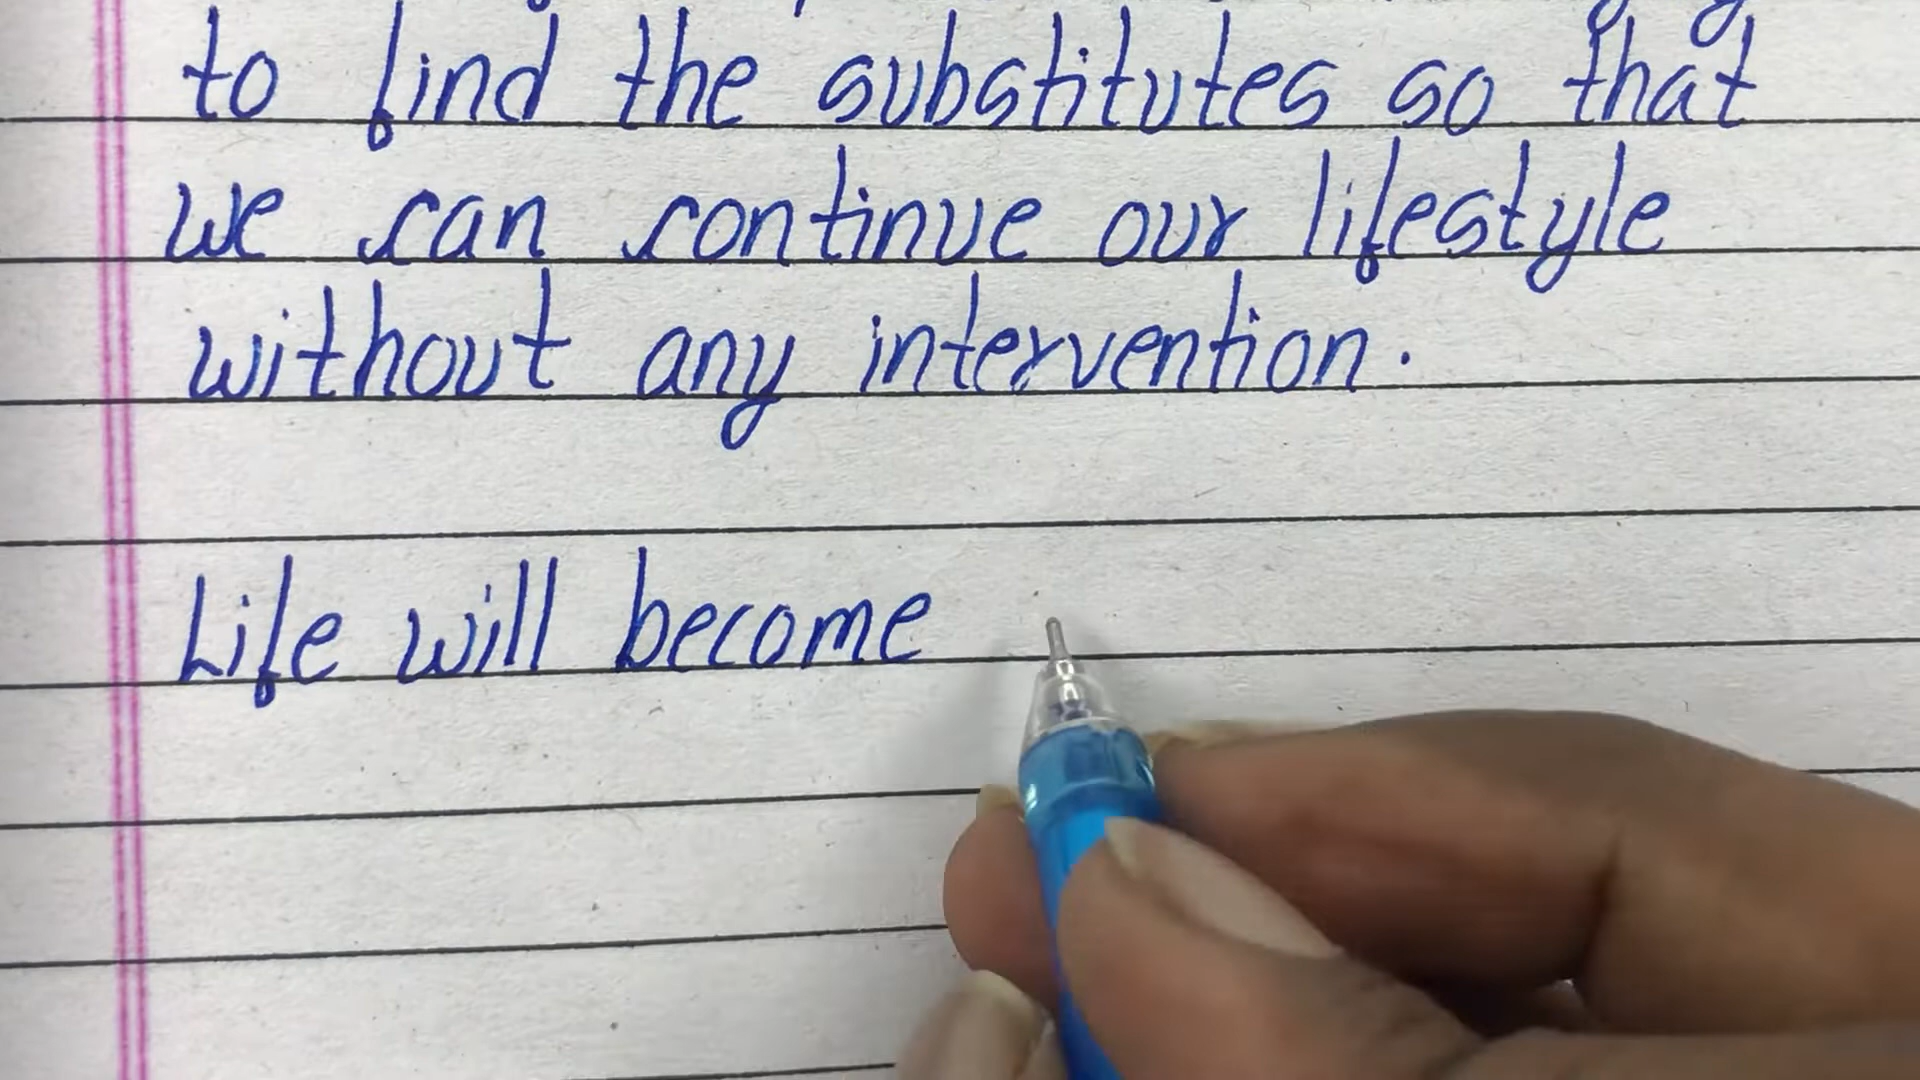 to find the substitutes so that
we can continue our lifestyle
without any intervention.
Life will become